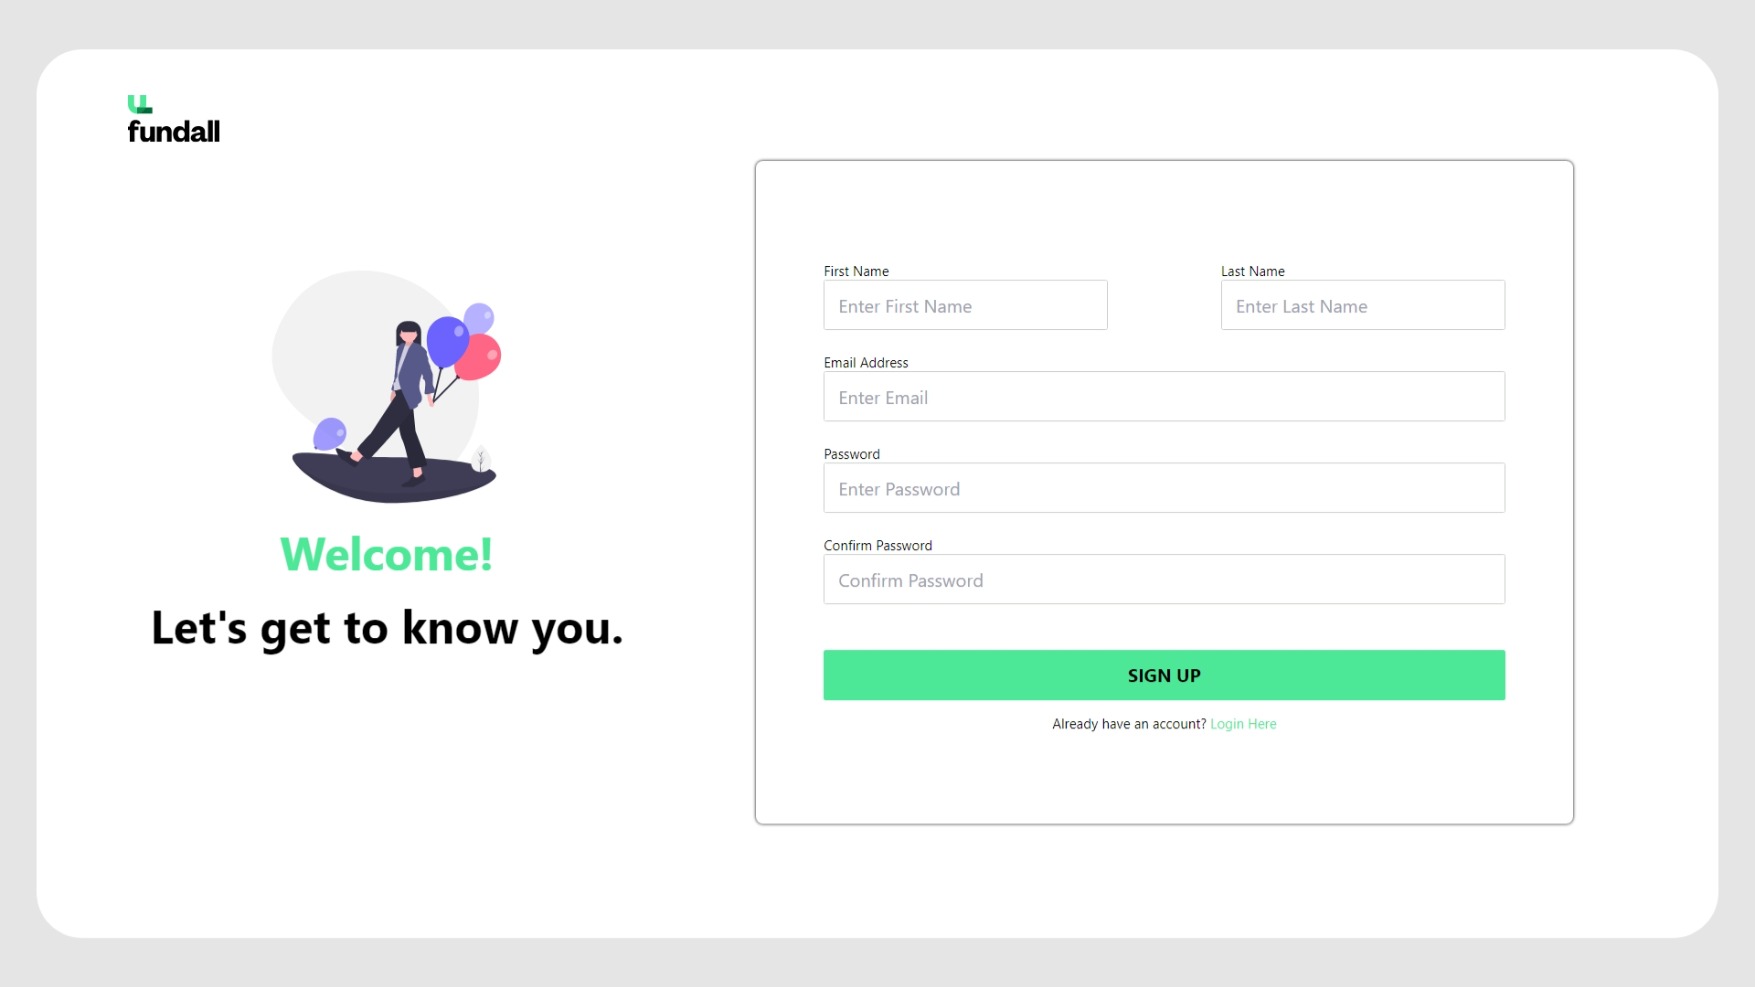 fundall
Welcome!
Let's get to know you.
First Name
Last Name
Enter First Name
Enter Last Name
Email Address
Enter Email
Password
Enter Password
Confirm Password
Confirm Password
SIGN UP
Already have an account? Login Here